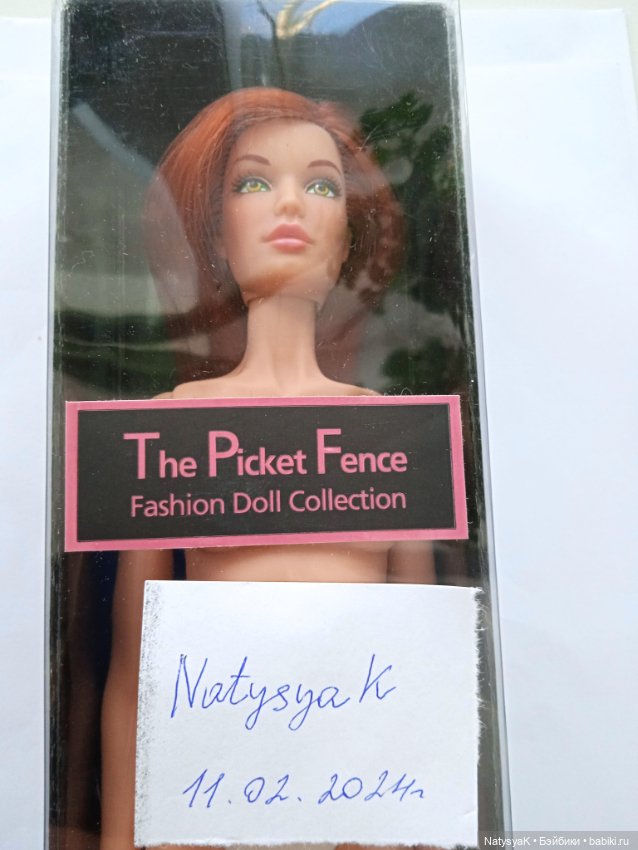 The Picket Fence
Fashion Doll Collection
NatysyaK
11.02.2024г
NatysyaK • Бэйбики • babiki.ru